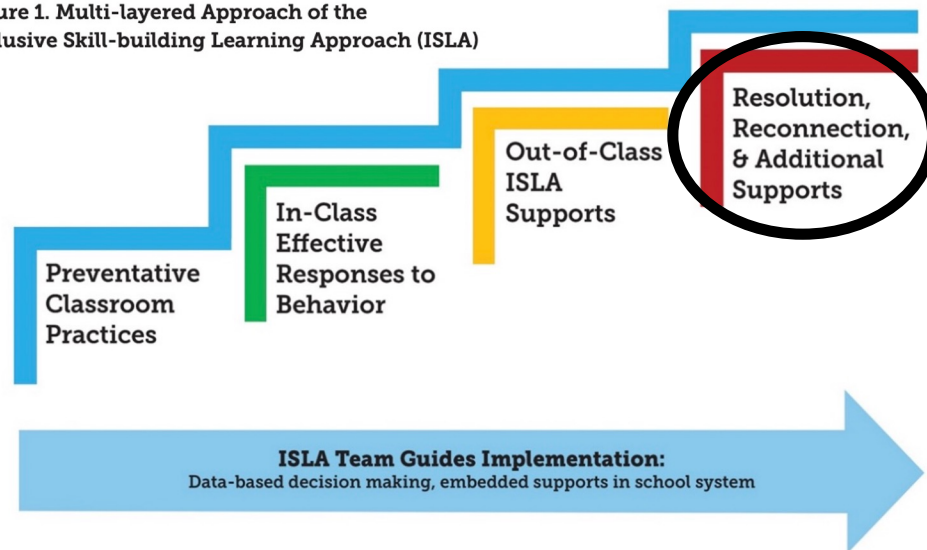 ure 1. Multi-layered Approach of the
lusive Skill-building Learning Approach (ISLA)
Preventative
Classroom
Practices
In-Class
Effective
Responses to
Behavior
Out-of-Class
ISLA
Supports
Resolution,
Reconnection,
& Additional
Supports
ISLA Team Guides Implementation:
Data-based decision making, embedded supports in school system